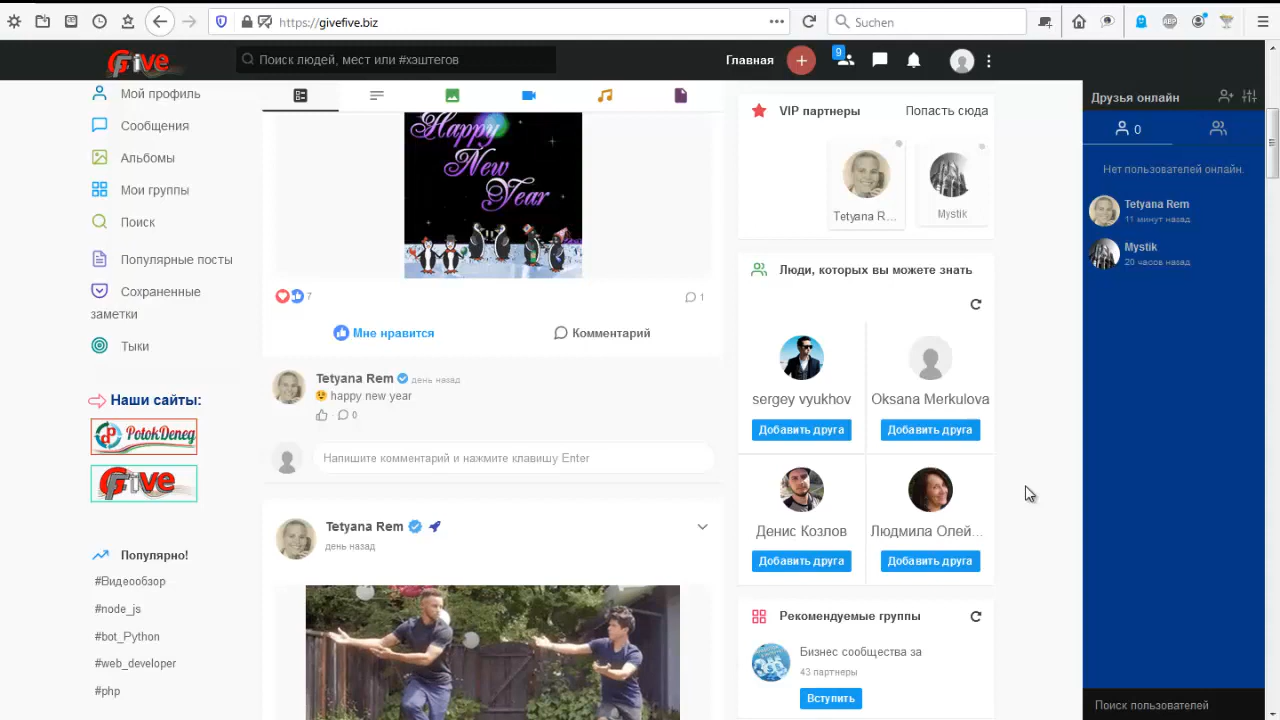 https://givefive.biz
Suchen
Five
Поиск людей, мест или #хэштегов
Главная
9
Мой профиль
Сообщения
Альбомы
Мои группы
Поиск
Популярные посты
Сохраненные
заметки
Тыки
Наши сайты:
PotokDeneg
Five
Популярно!
#Видеообзор
#node_js
#bot_Python
#web_developer
#php
Happy
New
Year
7
1
Мне нравится
Комментарий
Tetyana Rem
день назад
happy new year
0
Напишите комментарий и нажмите клавишу Enter
Tetyana Rem
день назад
VIP партнеры
Попасть сюда
Tetyana R...
Mystik
Люди, которых вы можете знать
sergey vyukhov
Oksana Merkulova
Добавить друга
Добавить друга
Денис Козлов
Людмила Олей...
Добавить друга
Добавить друга
Рекомендуемые группы
Бизнес сообщества за
43 партнеры
Вступить
Друзья онлайн
0
Нет пользователей онлайн.
Tetyana Rem
11 минут назад
Mystik
20 часов назад
Поиск пользователей